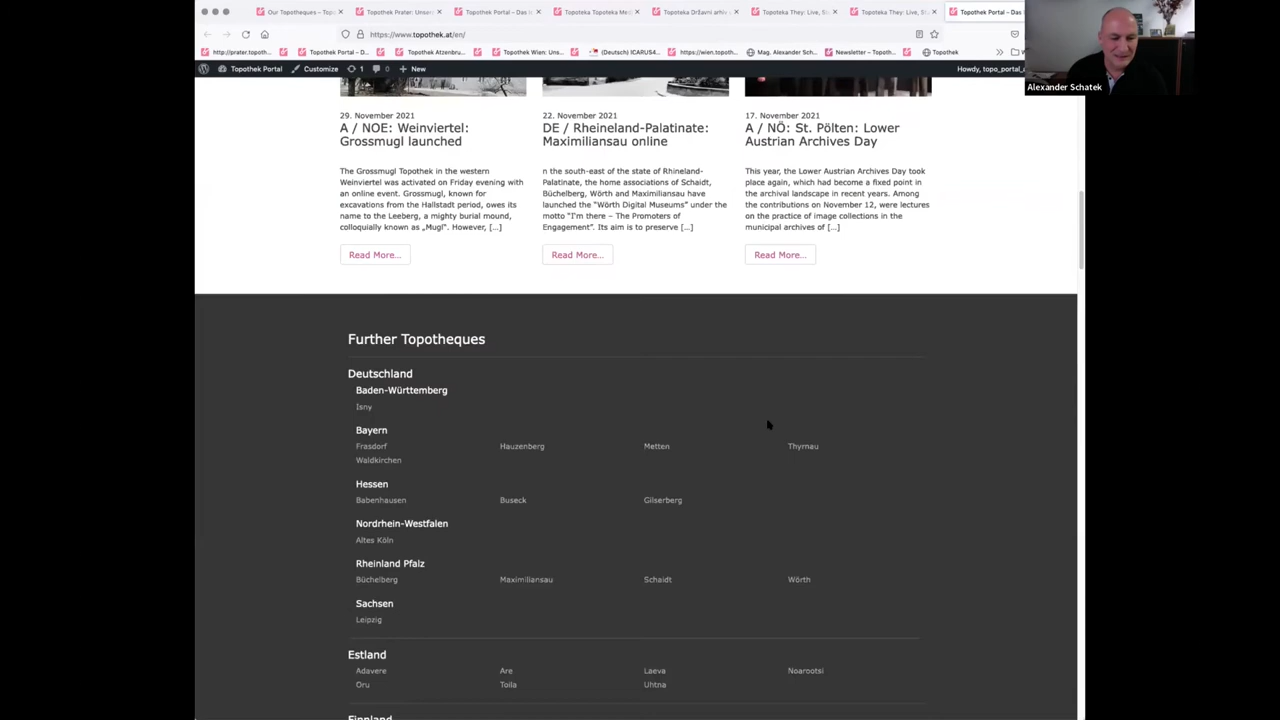 Our Topotheques – Topo
Topothek Prater: Unser
Topothek Portal – Das
Topoteka Topoteka Me
Topoteka Državni arhiv
Topoteka They: Live, S
Topoteka They: Live, St
Topothek Portal – Das
https://www.topothek.at/en/
http://prater.topoth...
Topothek Portal – D...
Topothek Atzenbru...
Topothek Wien: Uns...
(Deutsch) ICARUS4...
https://wien.topoth...
Mag. Alexander Sch...
Newsletter – Topoth...
Topothek
Topothek Portal
Customize
1
0
New
Howdy, topo_portal_
Alexander Schatek
29. November 2021
A / NOE: Weinviertel:
Grossmugl launched
The Grossmugl Topothek in the western
Weinviertel was activated on Friday evening with
an online event. Grossmugl, known for
excavations from the Hallstadt period, owes its
name to the Leeberg, a mighty burial mound,
colloquially known as „Mugl“. However, [...]
Read More...
22. November 2021
DE / Rheineland-Palatinate:
Maximiliansau online
n the south-east of the state of Rhineland-
Palatinate, the home associations of Schaidt,
Büchelberg, Wörth and Maximiliansau have
launched the “Wörth Digital Museums” under the
motto “I'm there – The Promoters of
Engagement”. Its aim is to preserve [...]
Read More...
17. November 2021
A / NÖ: St. Pölten: Lower
Austrian Archives Day
This year, the Lower Austrian Archives Day took
place again, which had become a fixed point in
the archival landscape in recent years. Among
the contributions on November 12, were lectures
on the practice of image collections in the
municipal archives of [...]
Read More...
Further Topotheques
Deutschland
Baden-Württemberg
Isny
Bayern
Frasdorf Hauzenberg Metten Thyrnau
Waldkirchen
Hessen
Babenhausen Buseck Gilserberg
Nordrhein-Westfalen
Altes Köln
Rheinland Pfalz
Büchelberg Maximiliansau Schaidt Wörth
Sachsen
Leipzig
Estland
Adavere Are Laeva Noarootsi
Oru Toila Uhtna
Finnland